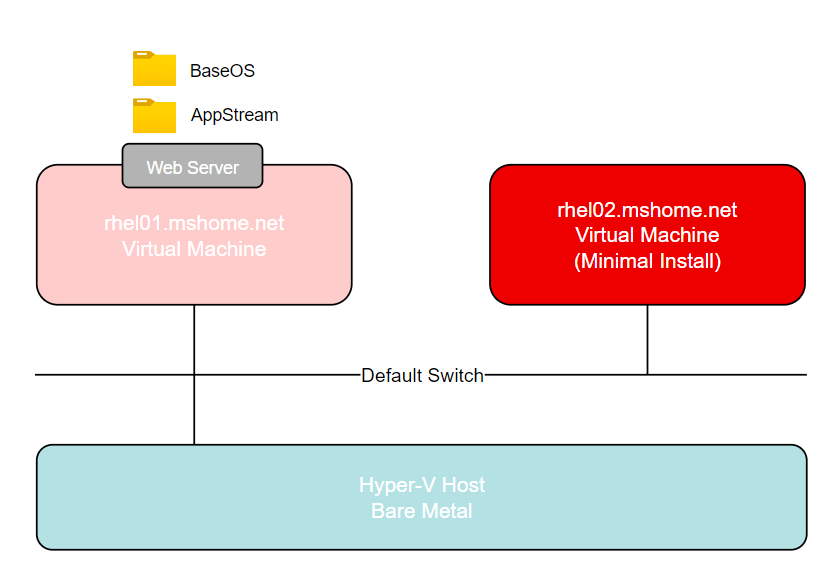 BaseOS
AppStream
Web Server
rhel01.mshome.net
Virtual Machine
rhel02.mshome.net
Virtual Machine
(Minimal Install)
Default Switch
Hyper-V Host
Bare Metal